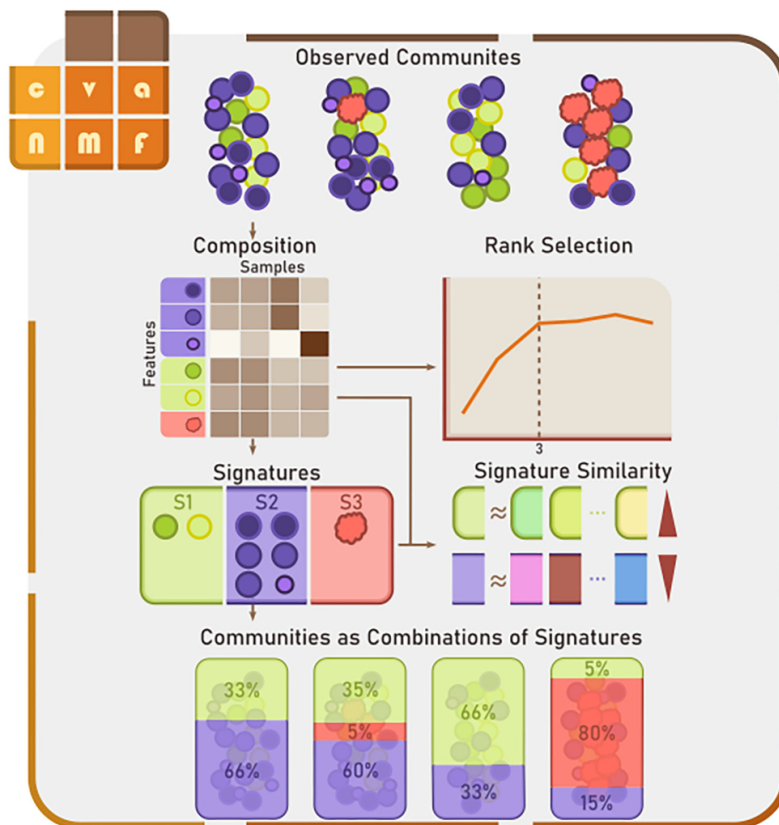 c v a
N M F
Observed Communites
Composition
Samples
Features
Rank Selection
3
Signatures
S1 S2 S3
Signature Similarity
≈ ...
≈ ...
Communities as Combinations of Signatures
33% 35% 66% 5%
5% 80%
66% 60% 33% 15%